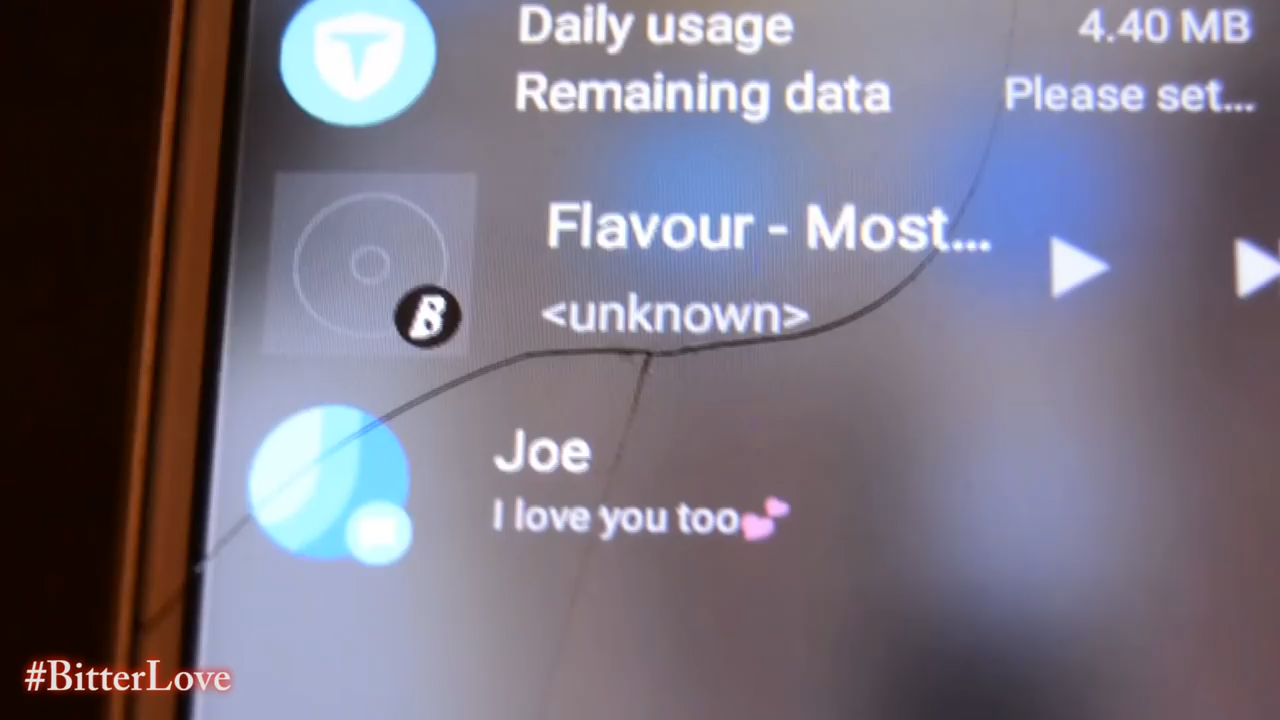 Daily usage 4.40 MB
Remaining data Please set...
Flavour - Most...
<unknown>
B
Joe
I love you too💕
#BitterLove